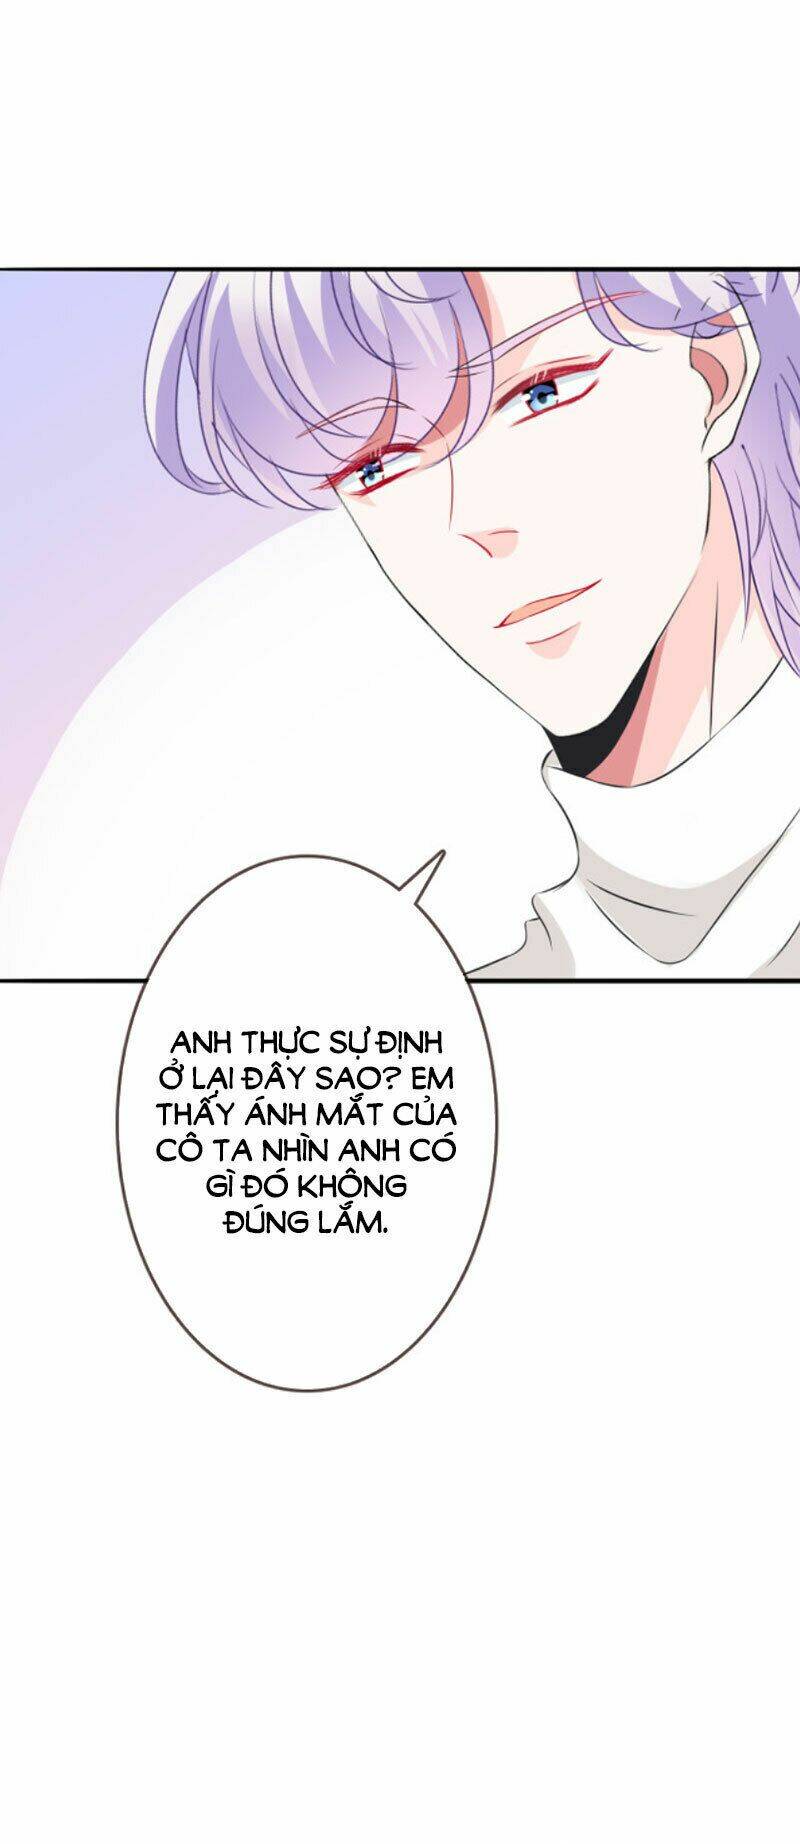 ANH THỰC SỰ ĐỊNH
Ở LẠI ĐÂY SAO? EM
THẤY ÁNH MẮT CỦA
CÔ TA NHÌN ANH CÓ
GÌ ĐÓ KHÔNG
ĐÚNG LẮM.